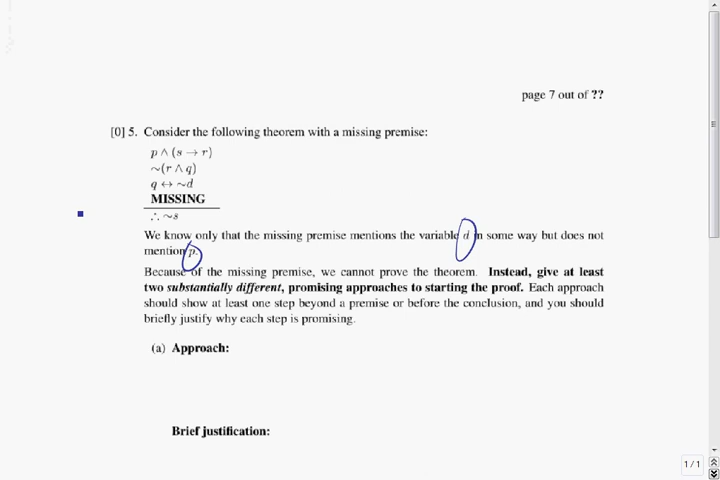 page 7 out of ??
[0] 5. Consider the following theorem with a missing premise:
p ∧ (s → r)
~(r ∧ q)
q ↔ ~d
MISSING
∴ ~s
We know only that the missing premise mentions the variable d in some way but does not
mention p.
Because of the missing premise, we cannot prove the theorem. Instead, give at least
two substantially different, promising approaches to starting the proof. Each approach
should show at least one step beyond a premise or before the conclusion, and you should
briefly justify why each step is promising.
(a) Approach:
Brief justification:
1/1